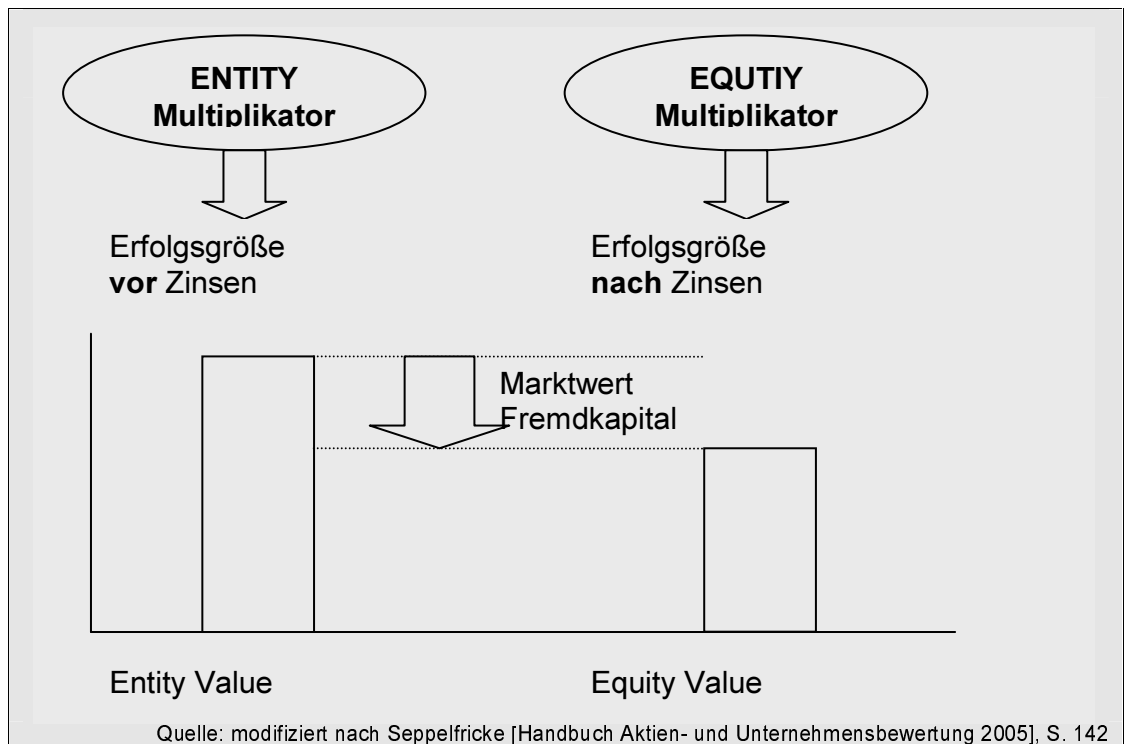 ENTITY
Multiplikator
EQUTIY
Multiplikator
Erfolgsgröße
vor Zinsen
Erfolgsgröße
nach Zinsen
Marktwert
Fremdkapital
Entity Value
Equity Value
Quelle: modifiziert nach Seppelfricke [Handbuch Aktien- und Unternehmensbewertung 2005], S. 142